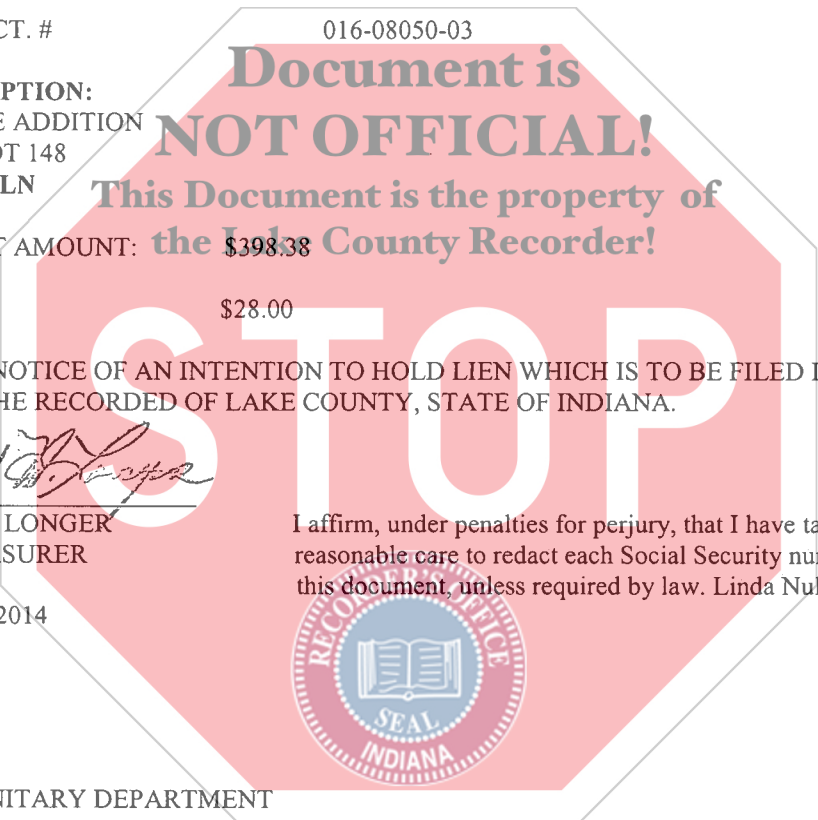 CT. # 016-08050-03
Document is
PTION:
E ADDITION
NOT OFFICIAL!
OT 148
LN
This Document is the property of
T AMOUNT: $398.38
the Lake County Recorder!
$28.00
STOP
NOTICE OF AN INTENTION TO HOLD LIEN WHICH IS TO BE FILED I
HE RECORDED OF LAKE COUNTY, STATE OF INDIANA.
LONGER
SURER
I affirm, under penalties for perjury, that I have ta
reasonable care to redact each Social Security nu
this document, unless required by law. Linda Nul
2014
RECORDER'S OFFICE
SEAL
INDIANA
NITARY DEPARTMENT